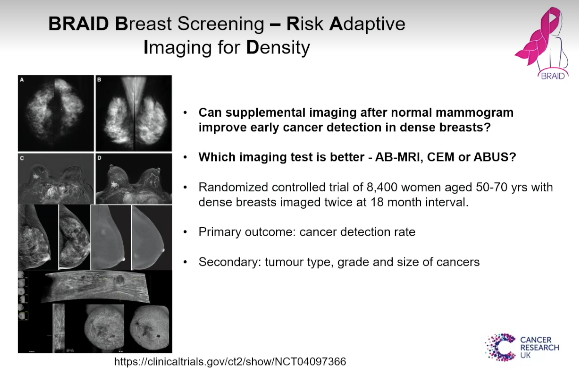 BRAID Breast Screening – Risk Adaptive
Imaging for Density
BRAID
A
B
C
D
• Can supplemental imaging after normal mammogram
improve early cancer detection in dense breasts?
• Which imaging test is better - AB-MRI, CEM or ABUS?
• Randomized controlled trial of 8,400 women aged 50-70 yrs with
dense breasts imaged twice at 18 month interval.
• Primary outcome: cancer detection rate
• Secondary: tumour type, grade and size of cancers
CANCER
RESEARCH
UK
https://clinicaltrials.gov/ct2/show/NCT04097366